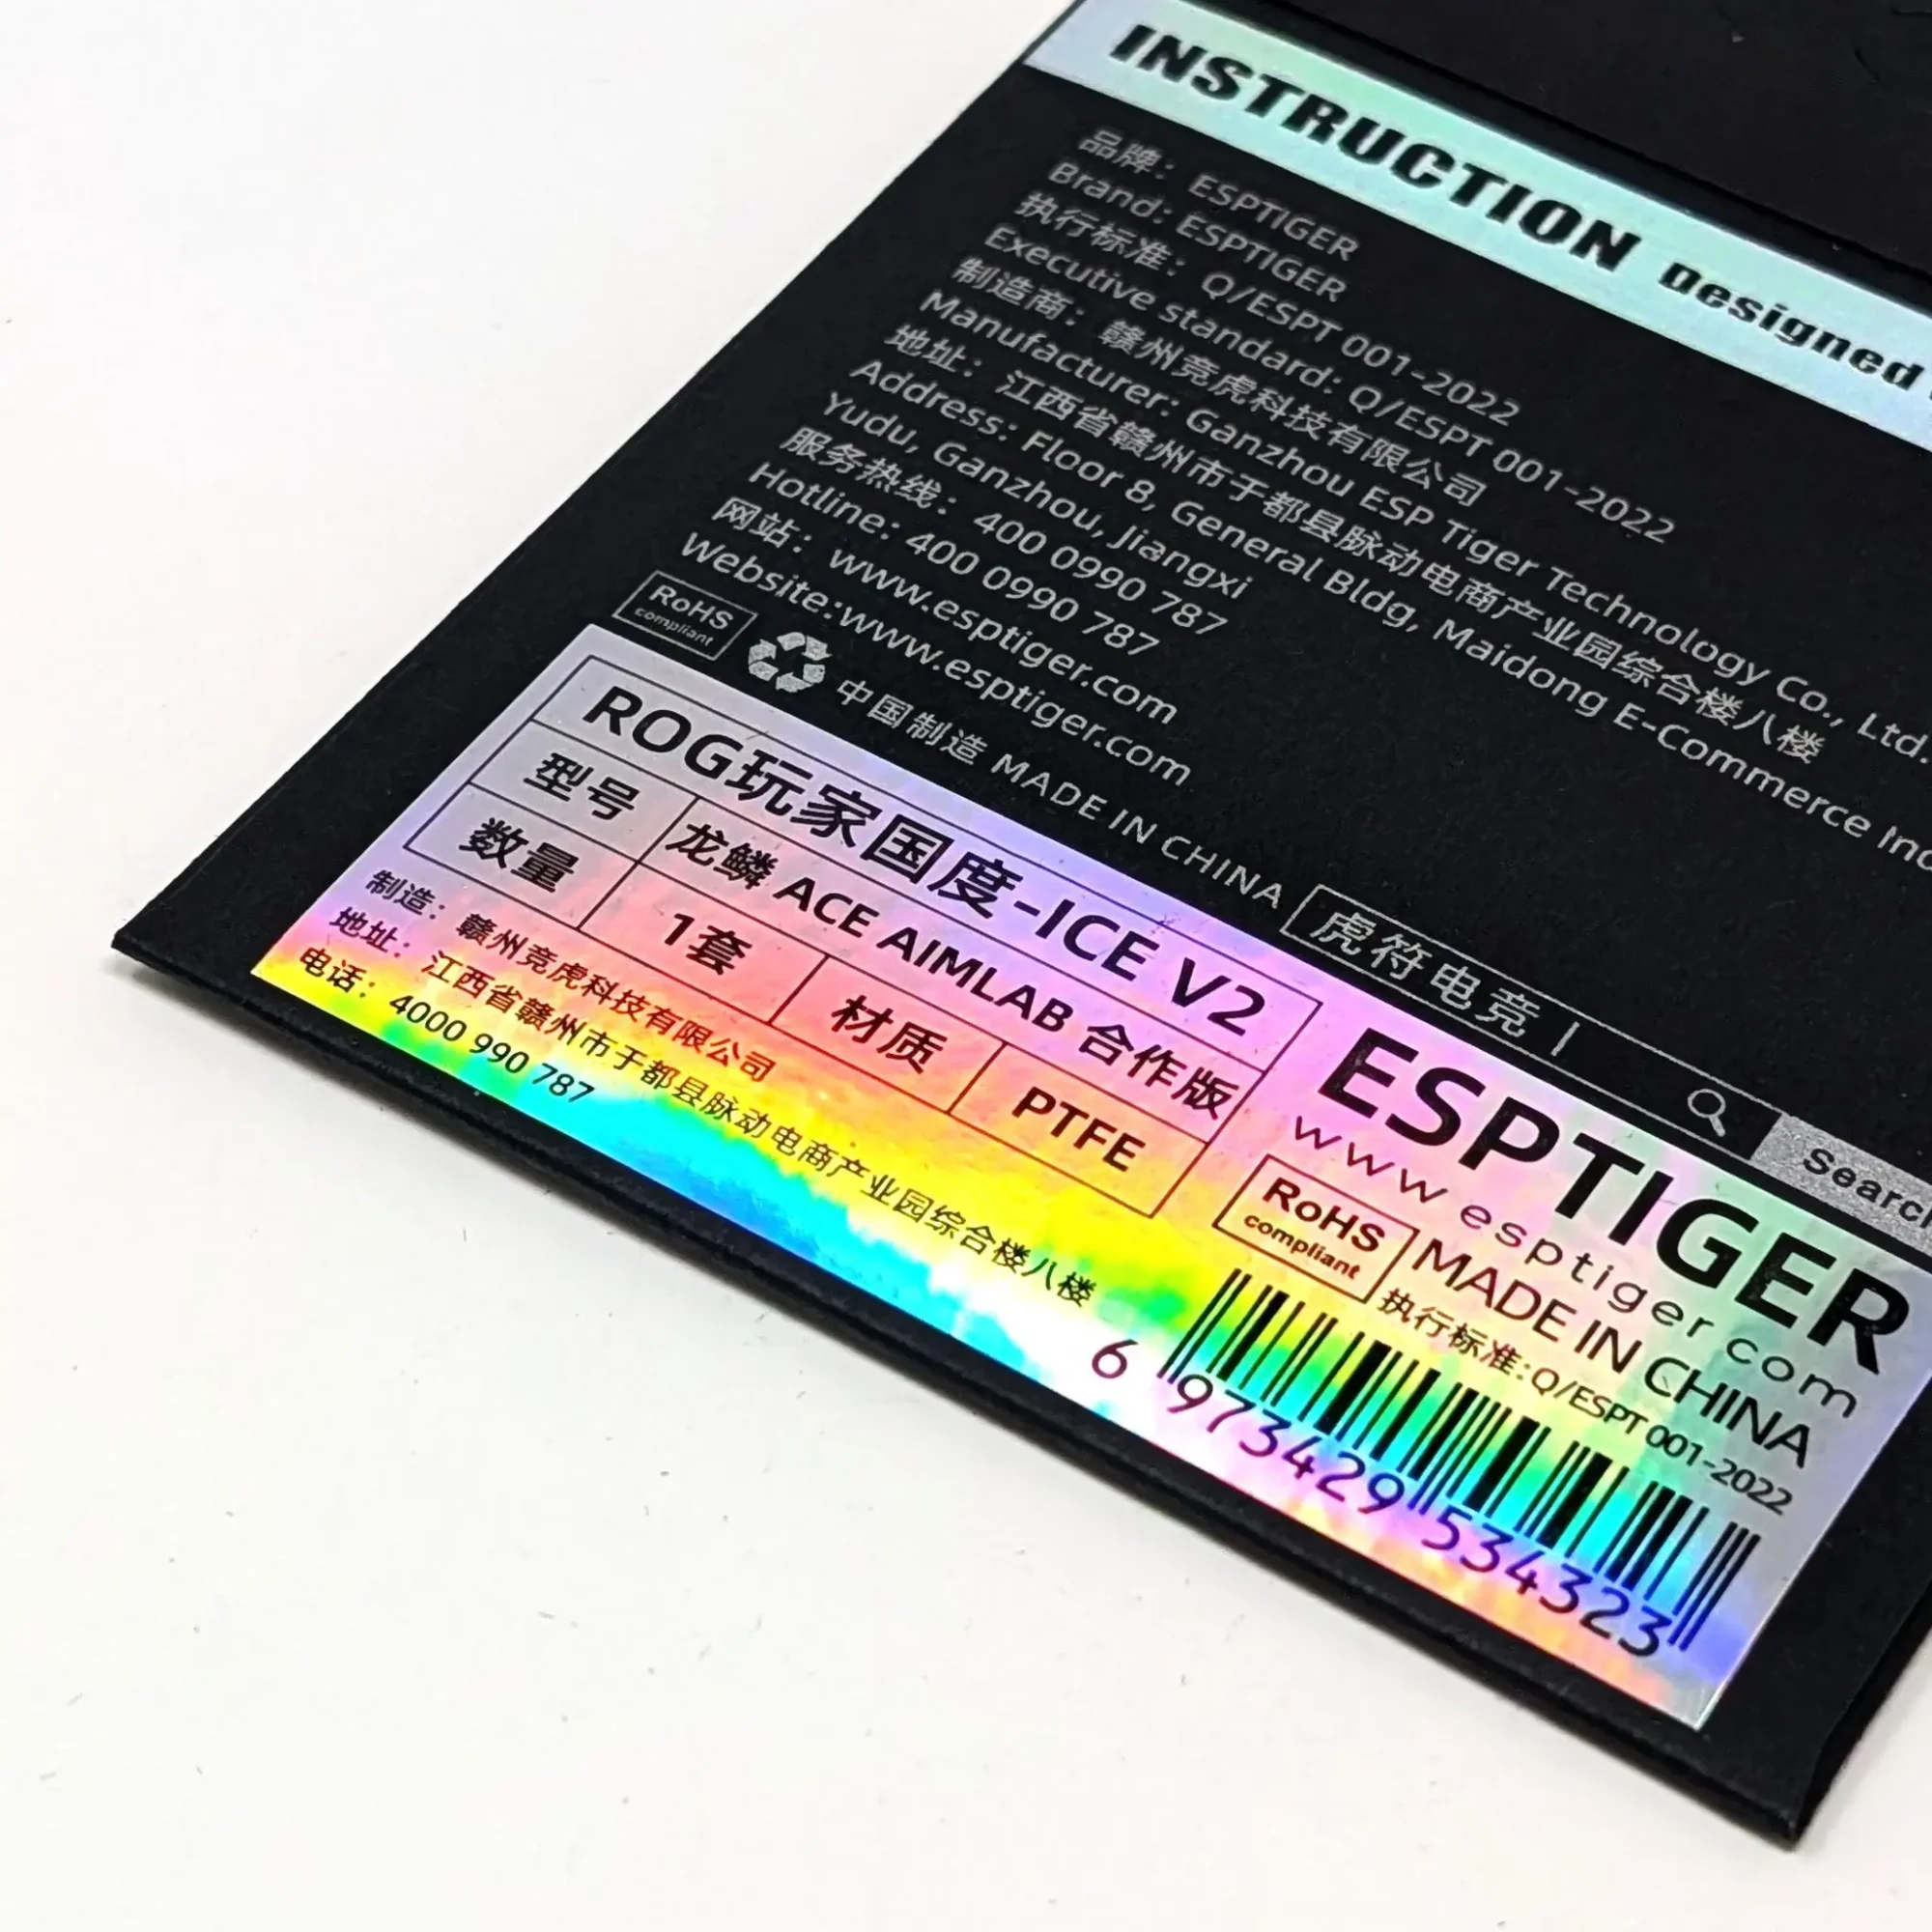 INSTRUCTION Designed
品牌：ESPTIGER
Brand: ESPTIGER
执行标准：Q/ESPT 001-2022
Executive standard: Q/ESPT 001-2022
制造商：赣州竞虎科技有限公司
Manufacturer: Ganzhou ESP Tiger Technology Co., Ltd.
地址：江西省赣州市于都县脉动电商产业园综合楼八楼
Address: Floor 8, General Bldg, Maidong E-Commerce
Yudu, Ganzhou, Jiangxi
服务热线：400 0990 787
Hotline: 400 0990 787
网站：www.esptiger.com
Website:www.esptiger.com
RoHS
compliant
中国制造 MADE IN CHINA
虎符电竞
Search
ROG玩家国度-ICE V2
型号 龙鳞 ACE AIMLAB 合作版
数量 1套 材质 PTFE
制造：赣州竞虎科技有限公司
地址：江西省赣州市于都县脉动电商产业园综合楼八楼
电话：4000 990 787
ESPTIGER
www esptiger com
RoHS
compliant
MADE IN CHINA
执行标准:Q/ESPT 001-2022
6 973429 534323